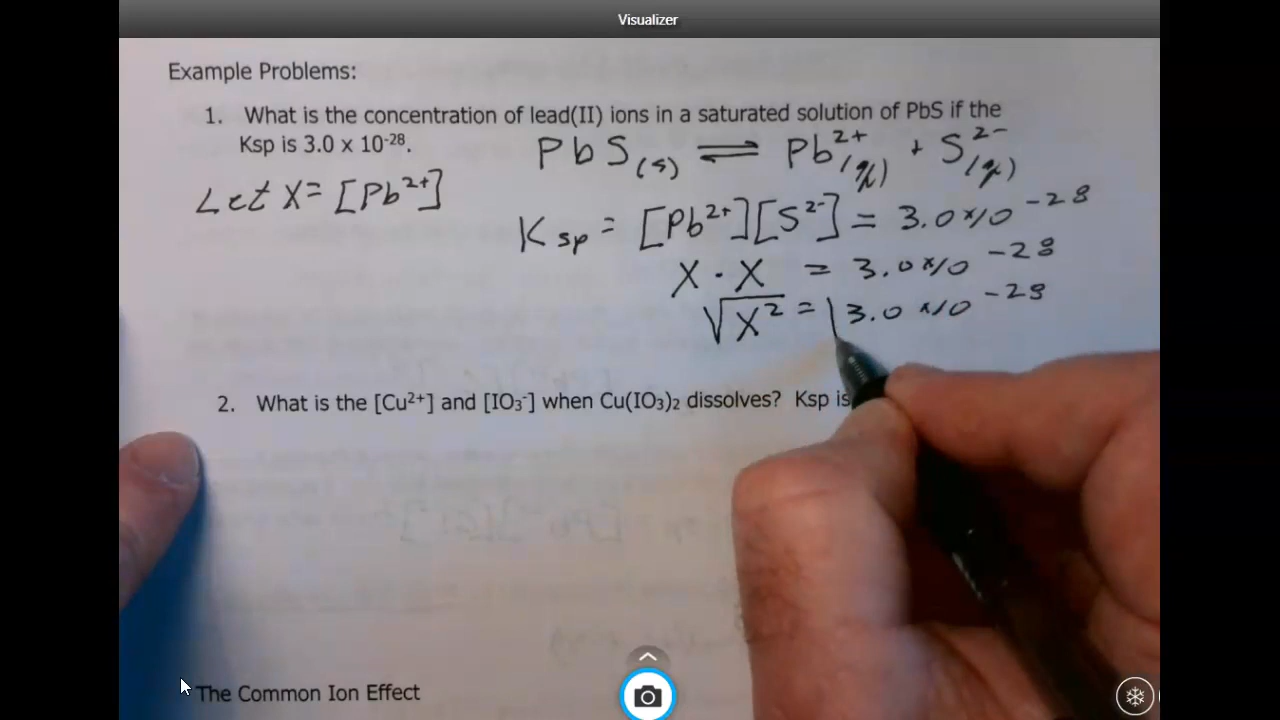 Visualizer
Example Problems:
1. What is the concentration of lead(II) ions in a saturated solution of PbS if the
Ksp is 3.0 x 10⁻²⁸.
PbS(s) ⇌ Pb²⁺(aq) + S²⁻(aq)
Let X = [Pb²⁺]
Ksp = [Pb²⁺][S²⁻] = 3.0 x 10⁻²⁸
X · X = 3.0 x 10⁻²⁸
√X² = 3.0 x 10⁻²⁸
2. What is the [Cu²⁺] and [IO₃⁻] when Cu(IO₃)₂ dissolves? Ksp is
The Common Ion Effect